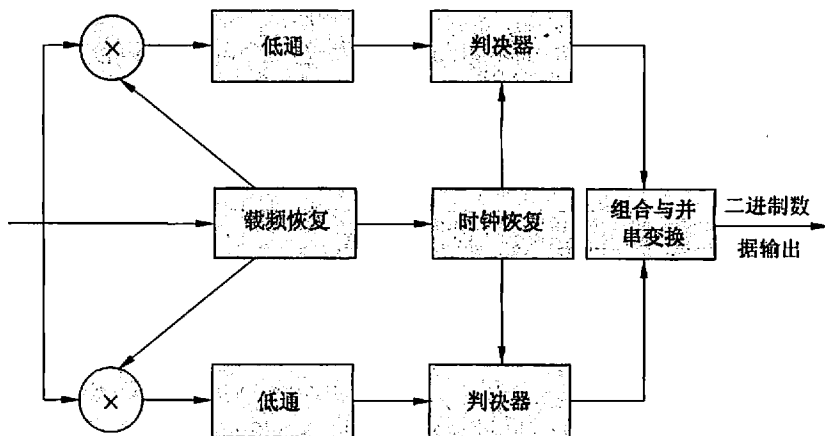 ×
低通
判决器
载频恢复
时钟恢复
组合与并
串变换
二进制数
据输出
×
低通
判决器